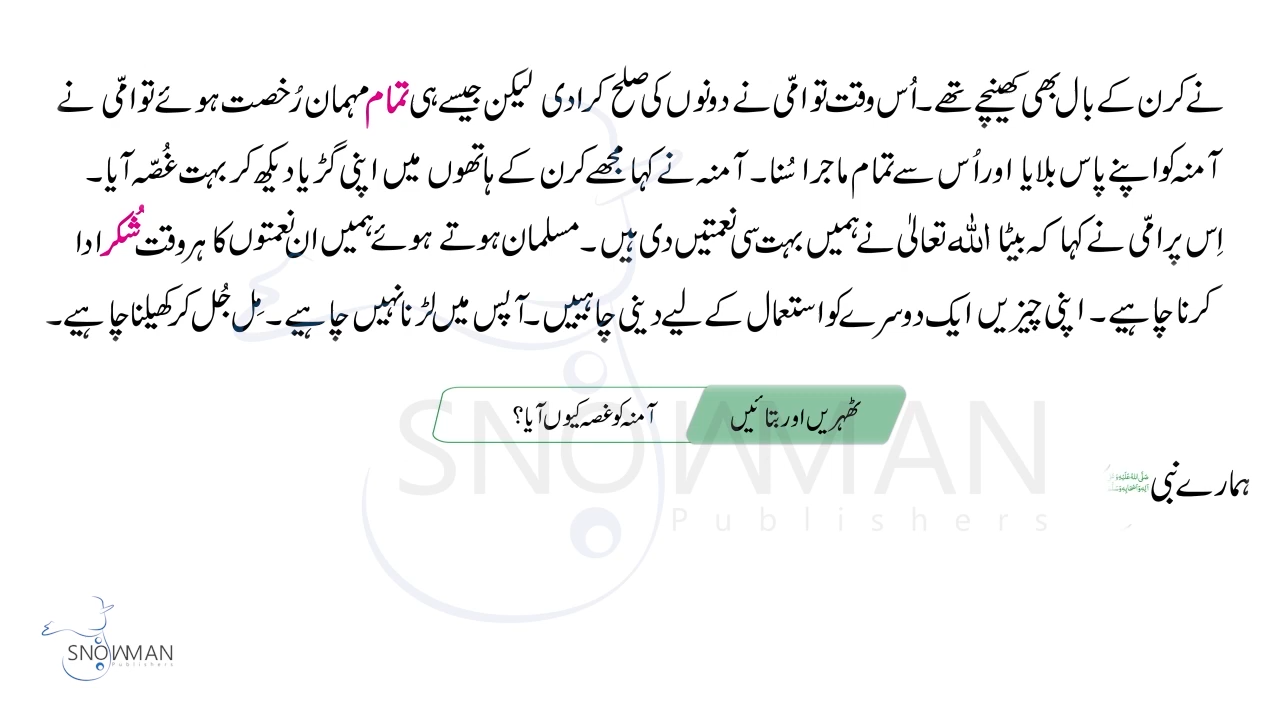 نے کرن کے بال بھی کھینچے تھے۔ اُس وقت تو امّی نے دونوں کی صلح کرا دی لیکن جیسے ہی تمام مہمان رُخصت ہوئے تو امّی نے
آمنہ کو اپنے پاس بلایا اور اُس سے تمام ماجرا سُنا۔ آمنہ نے کہا مجھے کرن کے ہاتھوں میں اپنی گڑیا دیکھ کر بہت غُصّہ آیا۔
اِس پر امّی نے کہا کہ بیٹا اللہ تعالیٰ نے ہمیں بہت سی نعمتیں دی ہیں۔ مسلمان ہوتے ہوئے ہمیں ان نعمتوں کا ہر وقت شُکر ادا
کرنا چاہیے۔ اپنی چیزیں ایک دوسرے کو استعمال کے لیے دینی چاہییں۔ آپس میں لڑنا نہیں چاہیے۔ مِل جُل کر کھیلنا چاہیے۔
ٹھہریں اور بتائیں آمنہ کو غصہ کیوں آیا؟
SNOWMAN
Publishers
ہمارے نبی
SNOWMAN
Publishers